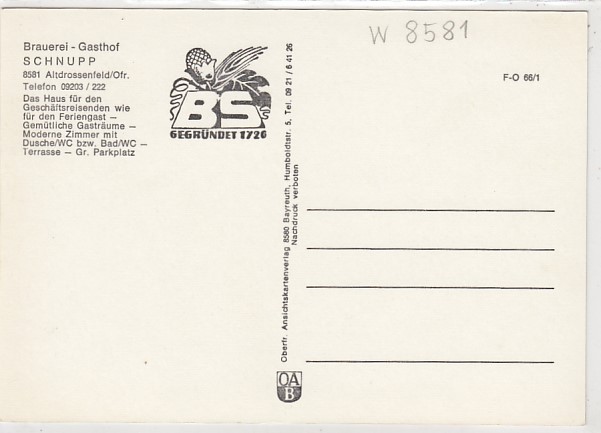 Brauerei - Gasthof
SCHNUPP
8581 Altdrossenfeld/Ofr.
Telefon 09203 / 222
Das Haus für den
Geschäftsreisenden wie
für den Feriengast –
Gemütliche Gasträume –
Moderne Zimmer mit
Dusche/WC bzw. Bad/WC –
Terrasse – Gr. Parkplatz
BS
GEGRÜNDET 1726
W 8581
F-O 66/1
Oberfr. Ansichtskartenverlag 8580 Bayreuth, Humboldtstr. 5, Tel. 09 21 / 6 41 26
Nachdruck verboten
OA
B